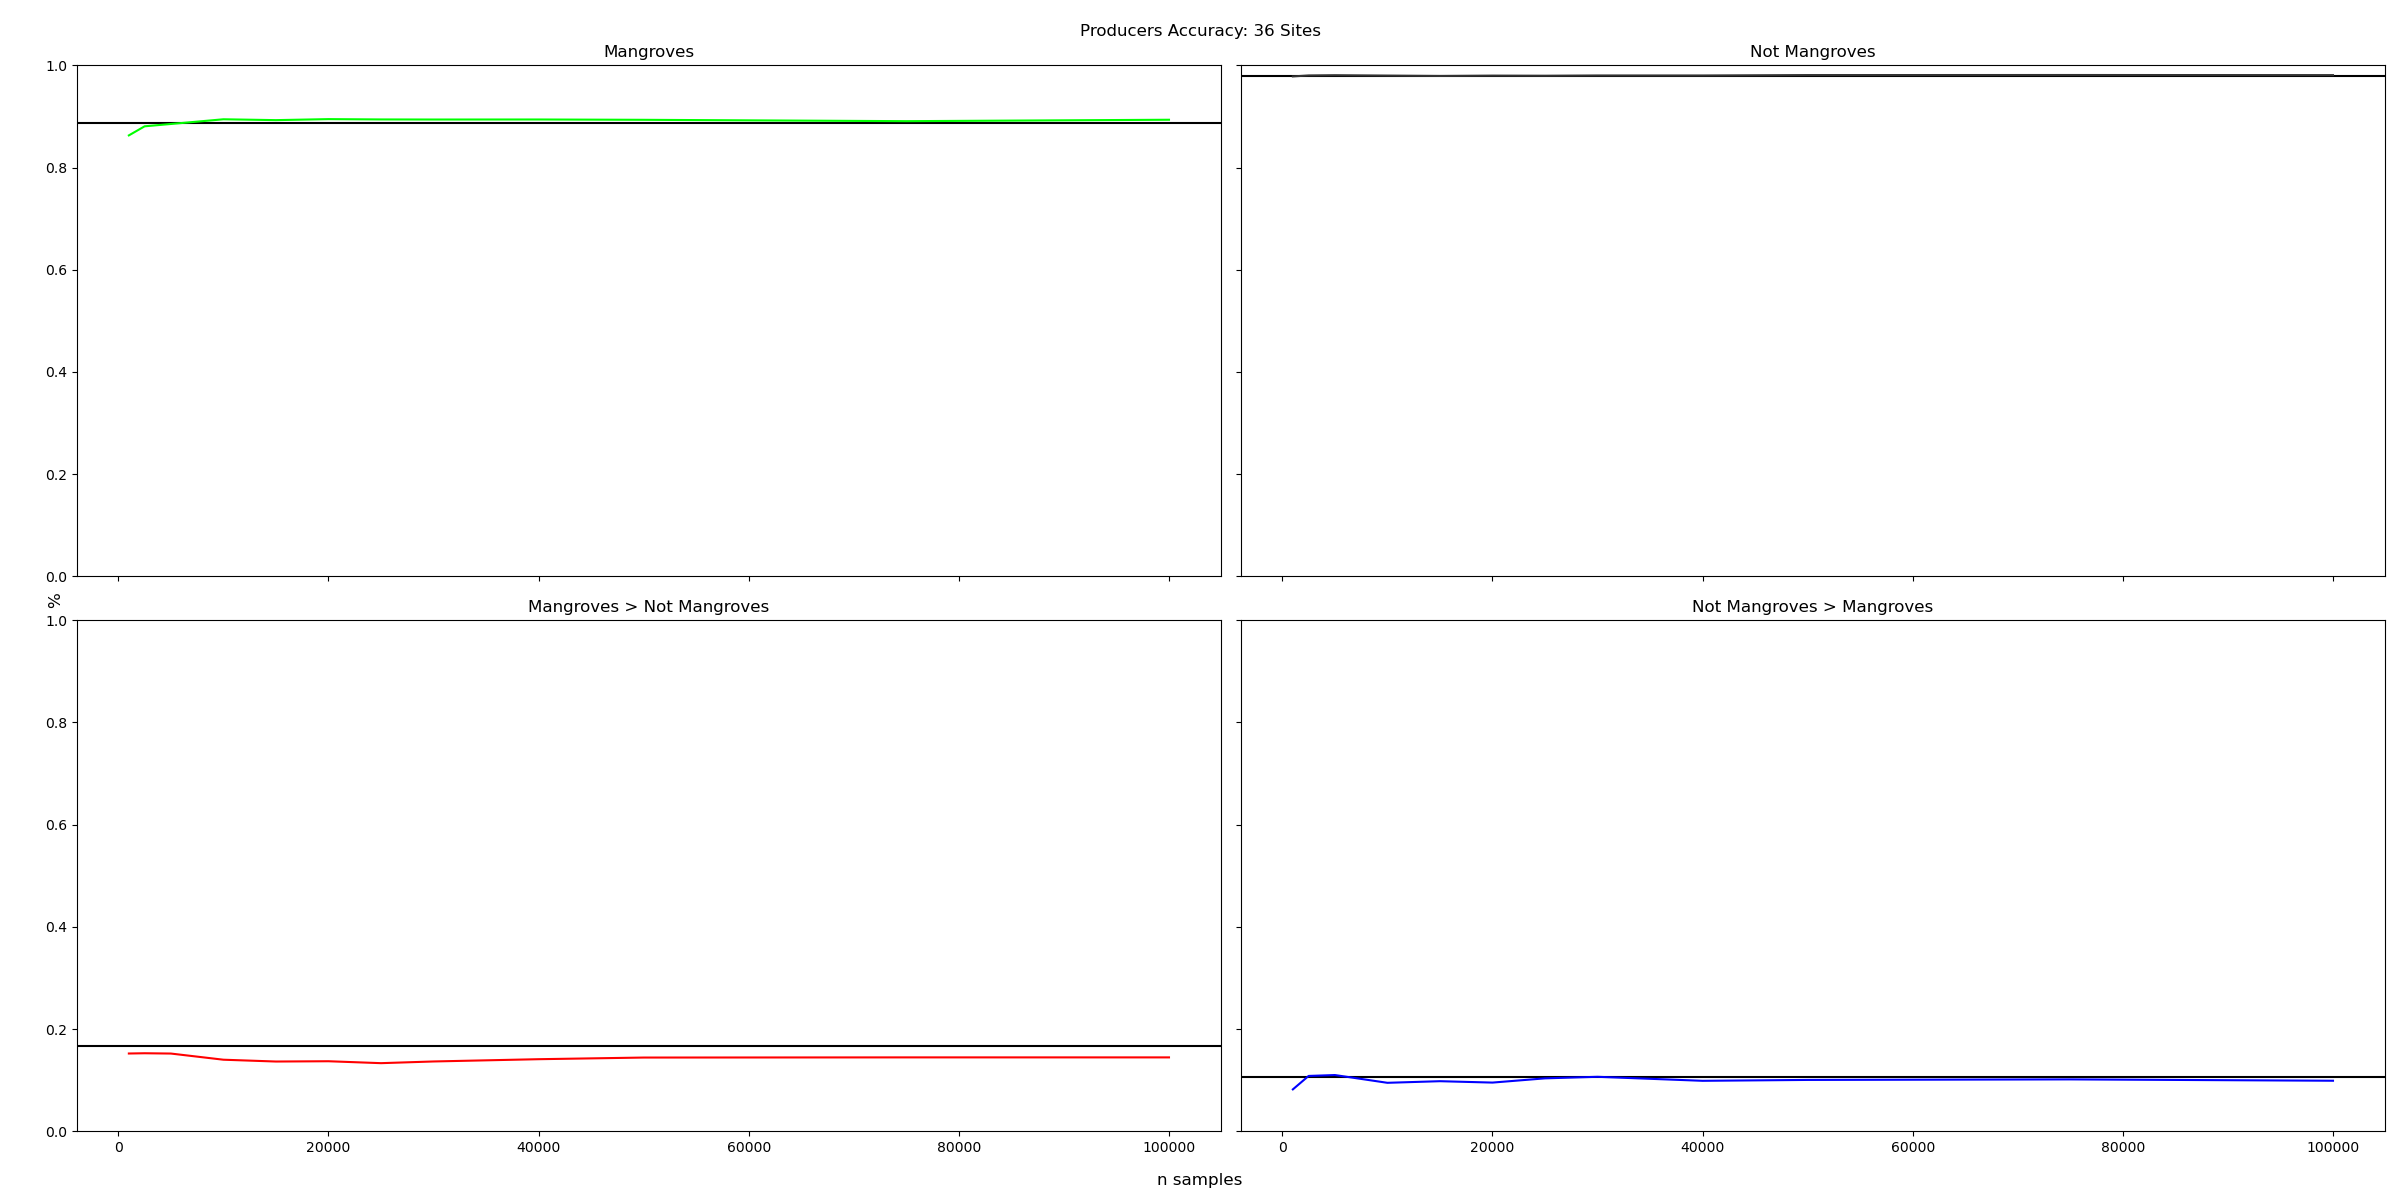 Producers Accuracy: 36 Sites
Mangroves
Not Mangroves
1.0
0.8
0.6
0.4
0.2
0.0
%
Mangroves > Not Mangroves
Not Mangroves > Mangroves
1.0
0.8
0.6
0.4
0.2
0.0
0 20000 40000 60000 80000 100000
0 20000 40000 60000 80000 100000
n samples